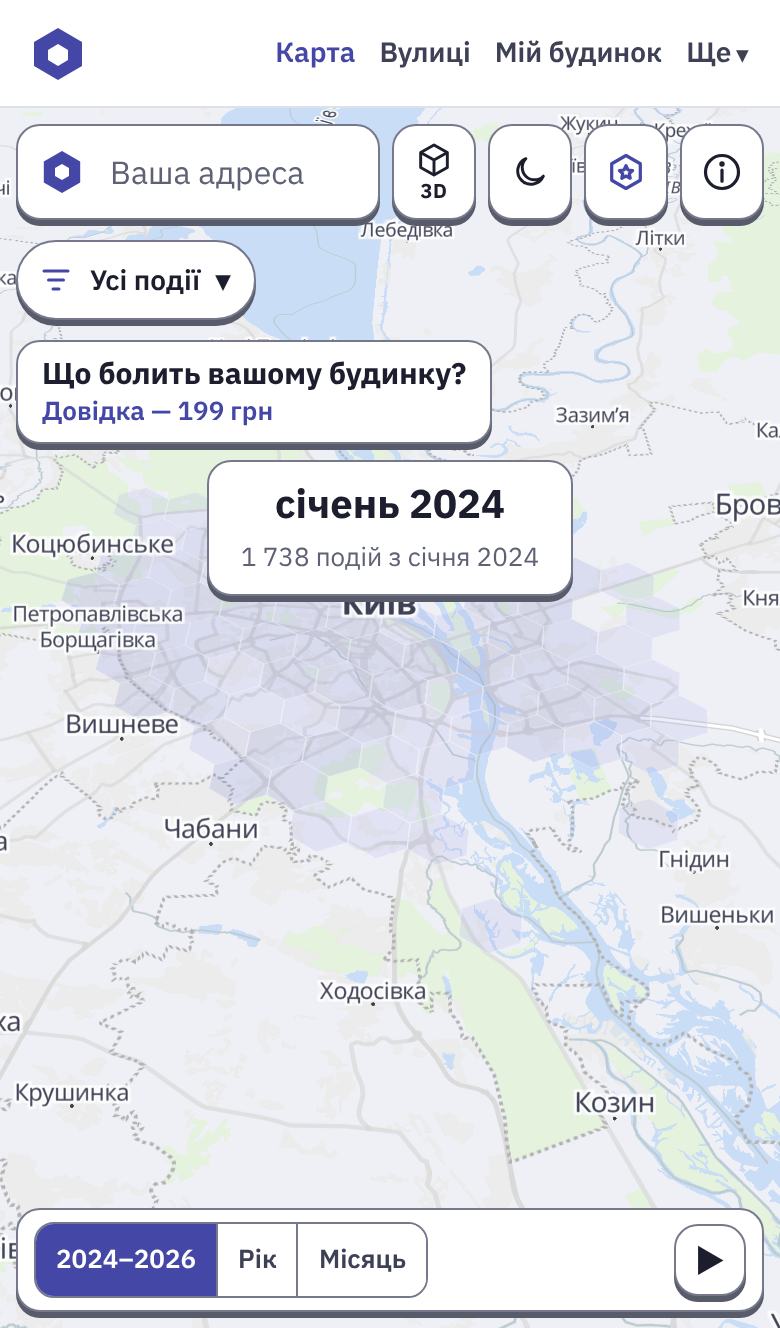 Карта Вулиці Мій будинок Ще ▾
Жукин
Ваша адреса
3D
Лебедівка
Літки
Усі події ▼
Що болить вашому будинку?
Довідка — 199 грн
Зазим’я
січень 2024
1 738 подій з січня 2024
Бров
Коцюбинське
Київ
Кня
Петропавлівська
Борщагівка
Вишневе
Чабани
Гнідин
Вишеньки
Ходосівка
Крушинка
Козин
2024–2026 Рік Місяць